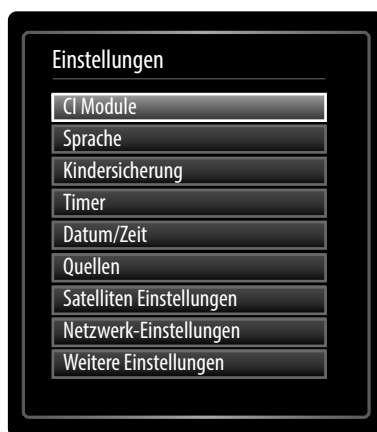 Einstellungen
CI Module
Sprache
Kindersicherung
Timer
Datum/Zeit
Quellen
Satelliten Einstellungen
Netzwerk-Einstellungen
Weitere Einstellungen